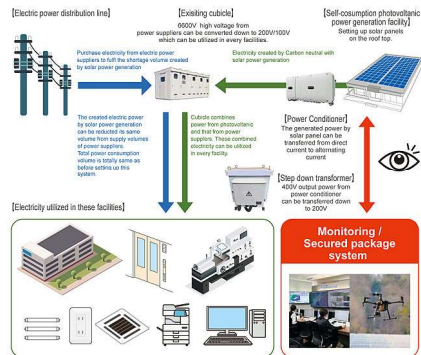 [Electric power distribution line]
[Exisiting cubicle]
6600V high voltage from
power suppliers can be converted down to 200V/100V
which can be utilized in every facilities.
[Self-cosumption photovoltanic
power generation facility]
Setting up solar panels
on the roof top.
Purchase electricity from electric power
suppliers to fulft the shortage volume created
by solar power generation
Electricity created by Carbon neutral with
solar power generation
The created electric power
by solar power generation
can be reducted its same
volume from supply volumes
of power suppliers.
Total power consumption
volume is totally same as
before setting up this
system.
Cubicle combines
power from photovoltaic
and that from power
supplyers. These combined
electricity can be utilized
in every facility.
[Power Conditioner]
The generated power by
solar panel can be
transferred from direct
current to alternating
current
[Step down transformer]
400V output power from
power conditioner
can be transferred down
to 200V
[Electricity utilized in these facilities]
Monitoring /
Secured package
system